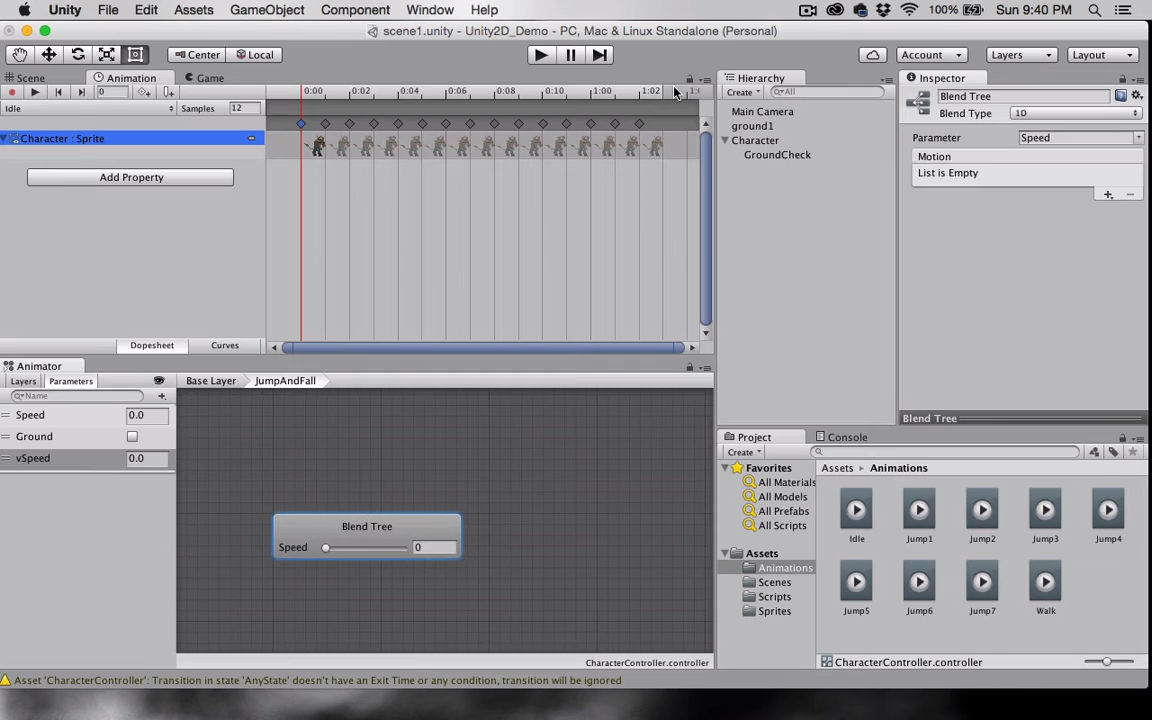 Unity File Edit Assets GameObject Component Window Help 100% Sun 9:40 PM
scene1.unity - Unity2D_Demo - PC, Mac & Linux Standalone (Personal)
Center Local Account Layers Layout
Scene Animation Game
0 0:00 0:02 0:04 0:06 0:08 0:10 1:00 1:02
Idle Samples 12
Character : Sprite
Add Property
Dopesheet Curves
Hierarchy
Create All
Main Camera
ground1
Character
GroundCheck
Inspector
Blend Tree
Blend Type 1D
Parameter Speed
Motion
List is Empty
Blend Tree
Animator
Layers Parameters Base Layer JumpAndFall
Name
Speed 0.0
Ground
vSpeed 0.0
Blend Tree
Speed 0
CharacterController.controller
Project Console
Create
Favorites
All Materials
All Models
All Prefabs
All Scripts
Assets
Animations
Scenes
Scripts
Sprites
Assets Animations
Idle Jump1 Jump2 Jump3 Jump4
Jump5 Jump6 Jump7 Walk
CharacterController.controller
Asset 'CharacterController': Transition in state 'AnyState' doesn't have an Exit Time or any condition, transition will be ignored